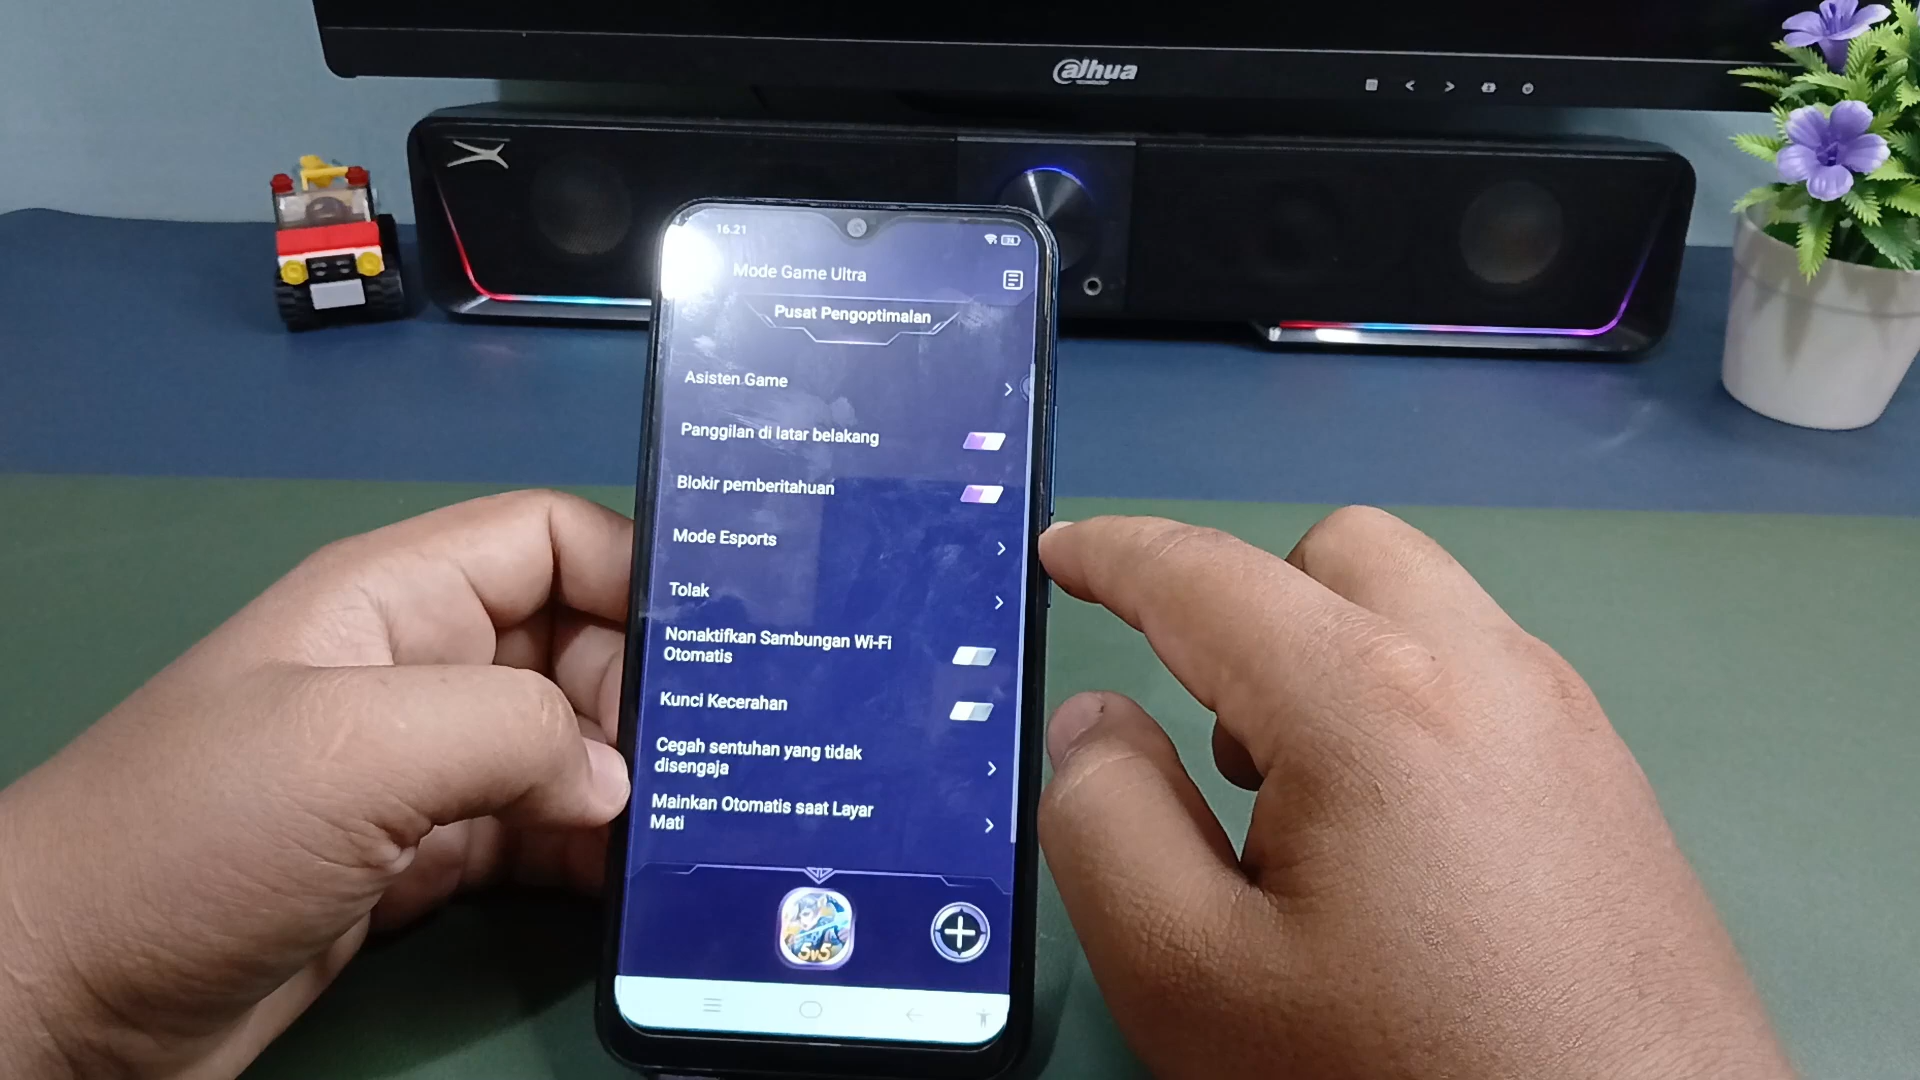 alhua
16.21
Mode Game Ultra
Pusat Pengoptimalan
Asisten Game
Panggilan di latar belakang
Blokir pemberitahuan
Mode Esports
Tolak
Nonaktifkan Sambungan Wi-Fi
Otomatis
Kunci Kecerahan
Cegah sentuhan yang tidak
disengaja
Mainkan Otomatis saat Layar
Mati
5v5